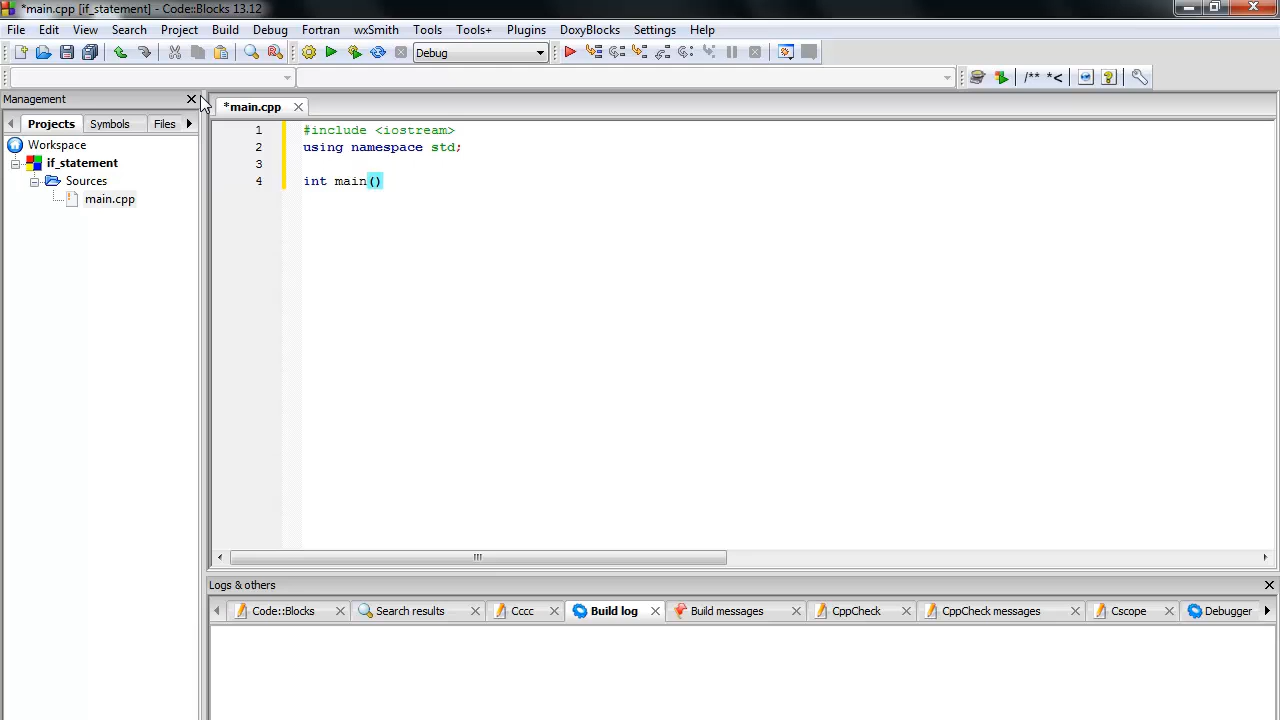 *main.cpp [if_statement] - Code::Blocks 13.12
File Edit View Search Project Build Debug Fortran wxSmith Tools Tools+ Plugins DoxyBlocks Settings Help
Debug
/** *<
Management
*main.cpp
Projects Symbols Files
Workspace
if_statement
Sources
main.cpp
1 #include <iostream>
2 using namespace std;
3
4 int main()
Logs & others
Code::Blocks Search results Cccc Build log Build messages CppCheck CppCheck messages Cscope Debugger